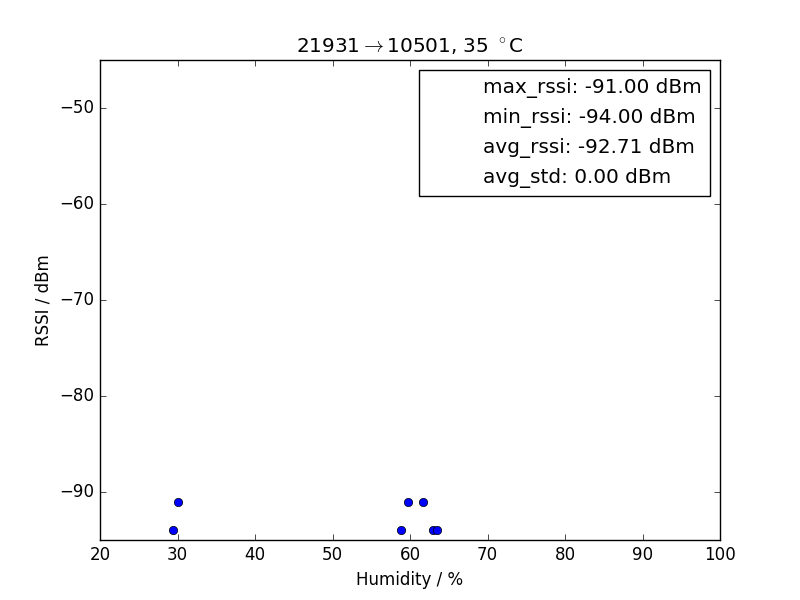 21931→10501, 35 °C
max_rssi: -91.00 dBm
min_rssi: -94.00 dBm
avg_rssi: -92.71 dBm
avg_std: 0.00 dBm
RSSI / dBm
−50
−60
−70
−80
−90
20 30 40 50 60 70 80 90 100
Humidity / %